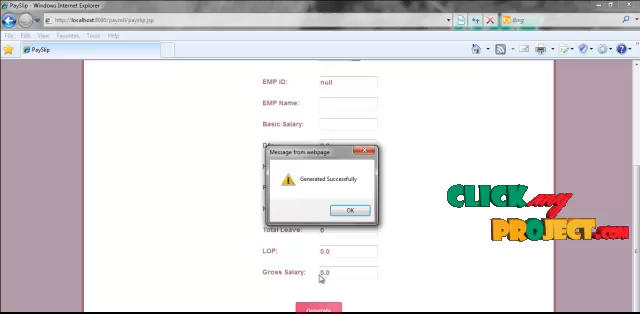 PaySlip - Windows Internet Explorer
http://localhost:8080/payroll/payslip.jsp
Bing
File Edit View Favorites Tools Help
PaySlip
EMP ID: null
EMP Name:
Basic Salary:
Message from webpage
Generated Successfully
OK
Total Leave: 0
LOP: 0.0
Gross Salary: 0.0
Generate
CLICK my
PROJECT.COM